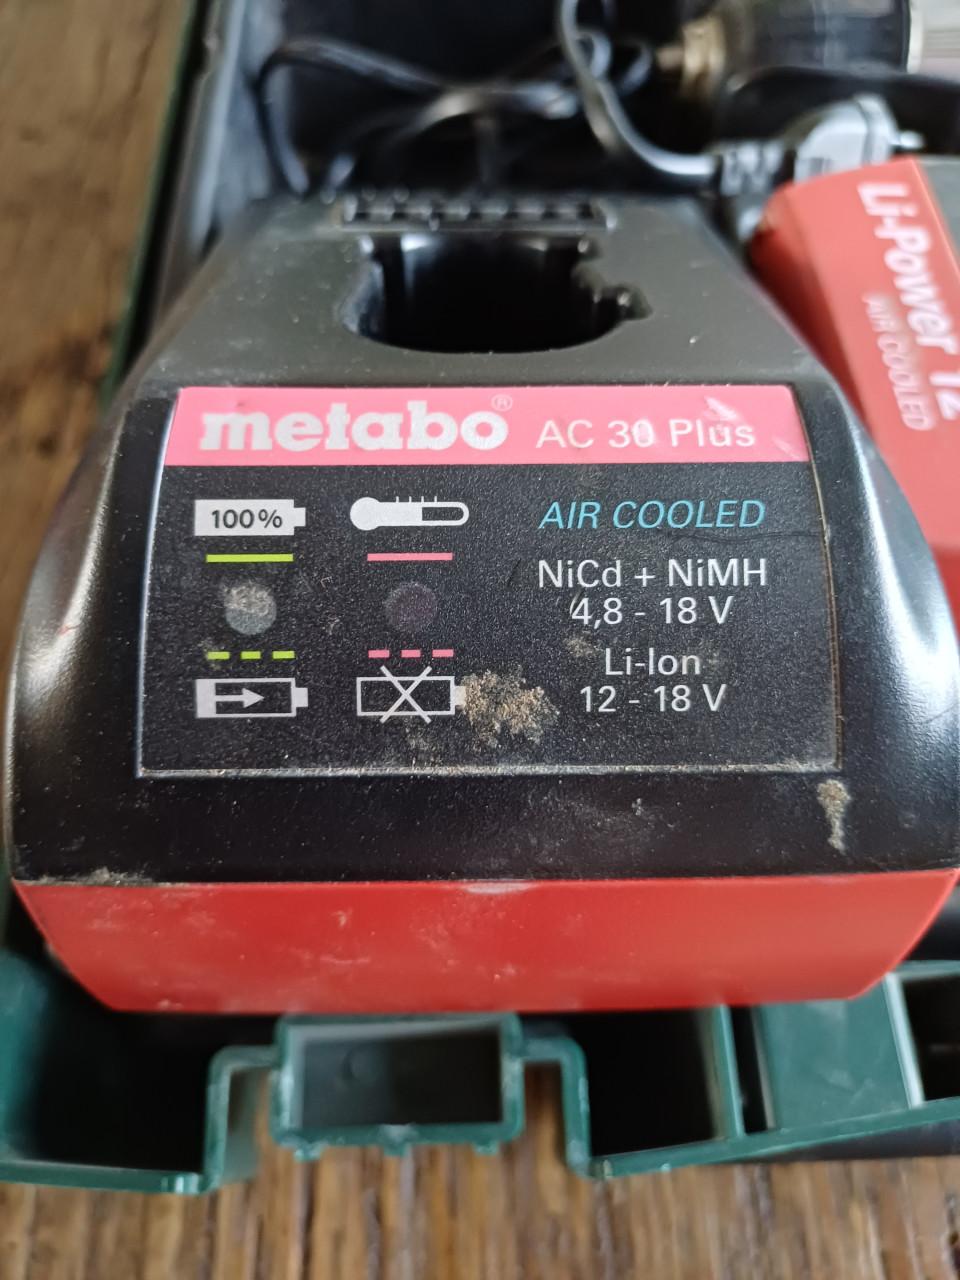 metabo® AC 30 Plus
100%
AIR COOLED
NiCd + NiMH
4,8 - 18 V
Li-Ion
12 - 18 V
Li-Power 12
AIR COOLED